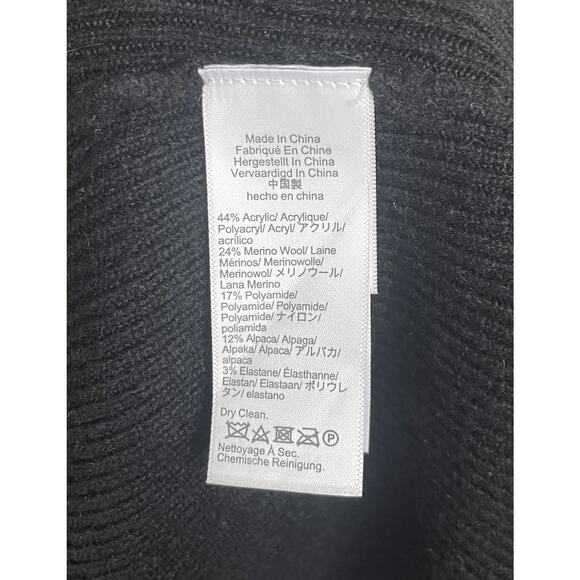 Made In China
Fabriqué En Chine
Hergestellt In China
Vervaardigd In China
中国製
hecho en china
44% Acrylic/ Acrylique/
Polyacryl/ Acryl/ アクリル/
acrílico
24% Merino Wool/ Laine
Mérinos/ Merinowolle/
Merinowol/ メリノウール/
Lana Merino
17% Polyamide/
Polyamide/ Polyamide/
Polyamide/ ナイロン/
poliamida
12% Alpaca/ Alpaga/
Alpaka/ Alpaca/ アルパカ/
alpaca
3% Elastane/ Élasthanne/
Elastan/ Elastaan/ ポリウレ
タン/ elastano
Dry Clean.
P
Nettoyage À Sec.
Chemische Reinigung.